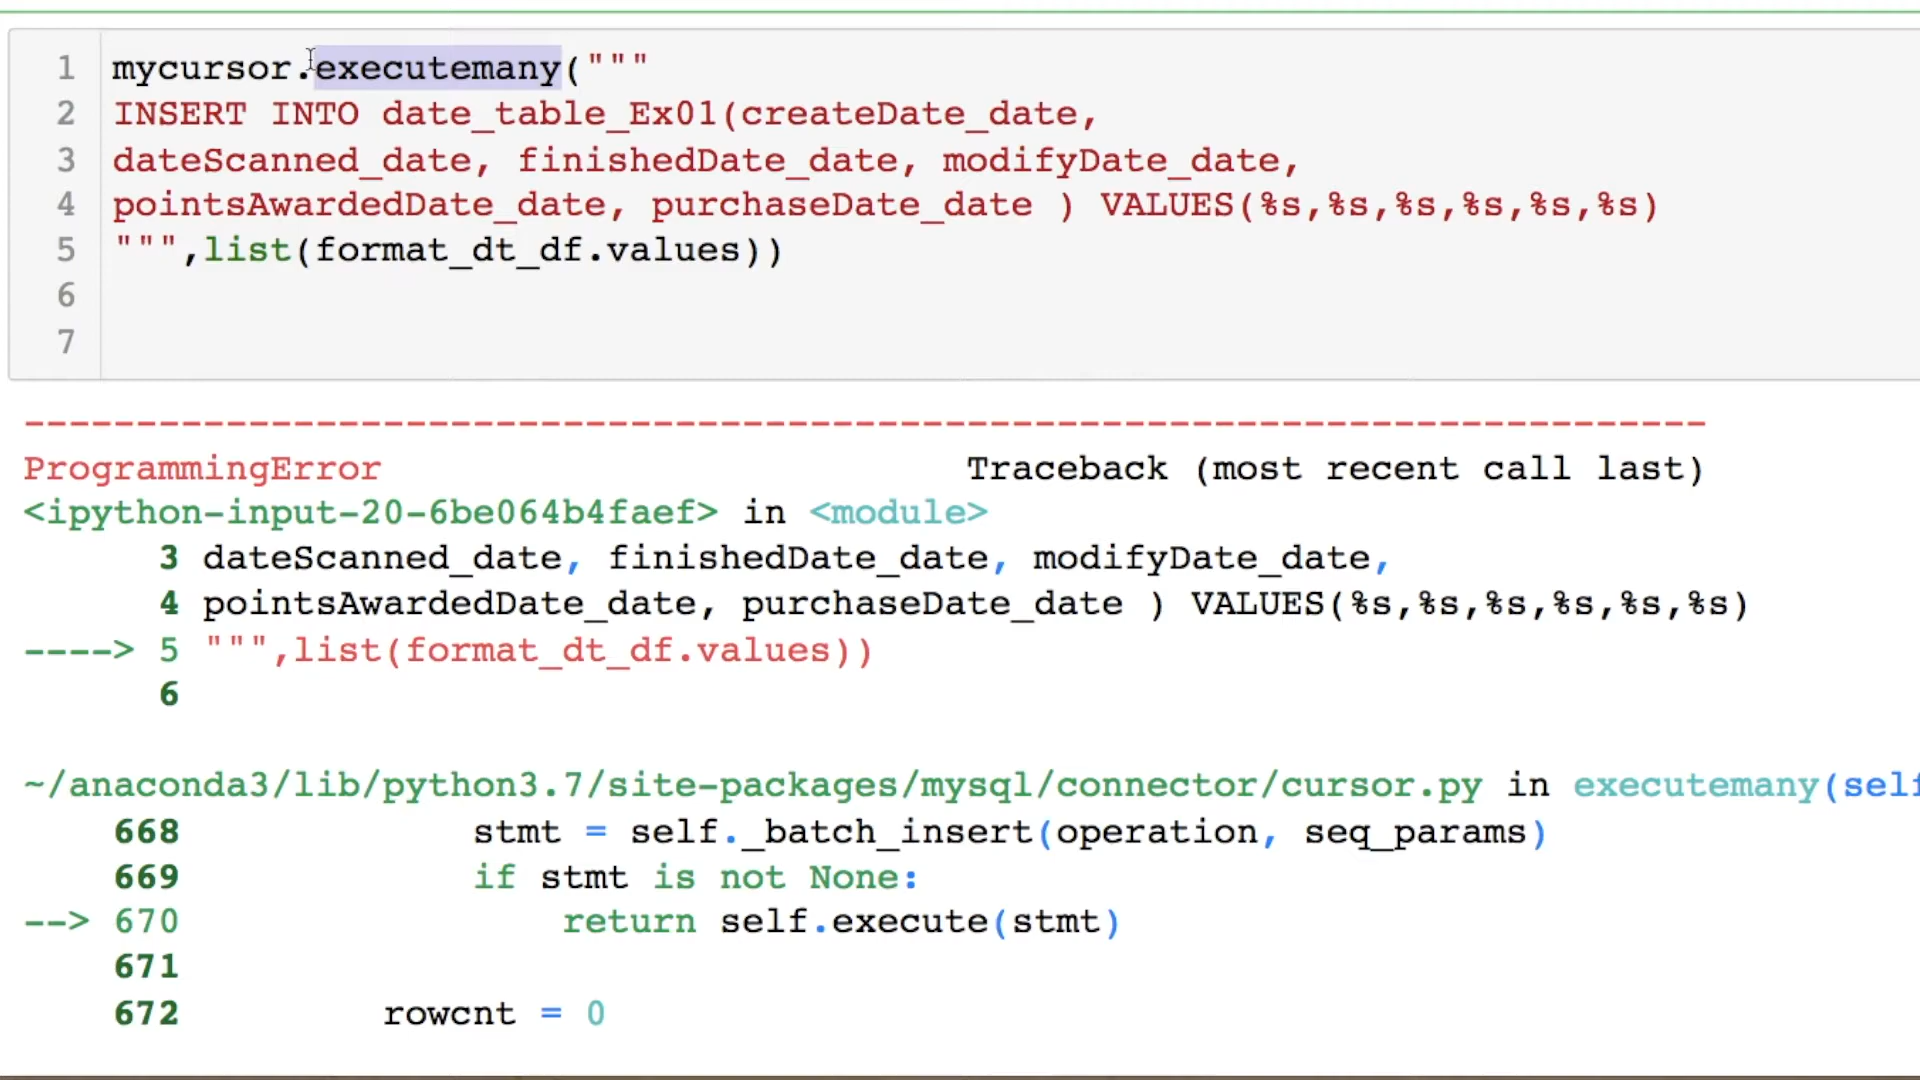 1 mycursor.executemany("""
2 INSERT INTO date_table_Ex01(createDate_date,
3 dateScanned_date, finishedDate_date, modifyDate_date,
4 pointsAwardedDate_date, purchaseDate_date ) VALUES(%s,%s,%s,%s,%s,%s)
5 """,list(format_dt_df.values))
6
7
---------------------------------------------------------------------------
ProgrammingError Traceback (most recent call last)
<ipython-input-20-6be064b4faef> in <module>
3 dateScanned_date, finishedDate_date, modifyDate_date,
4 pointsAwardedDate_date, purchaseDate_date ) VALUES(%s,%s,%s,%s,%s,%s)
----> 5 """,list(format_dt_df.values))
6
~/anaconda3/lib/python3.7/site-packages/mysql/connector/cursor.py in executemany(self
668 stmt = self._batch_insert(operation, seq_params)
669 if stmt is not None:
--> 670 return self.execute(stmt)
671
672 rowcnt = 0